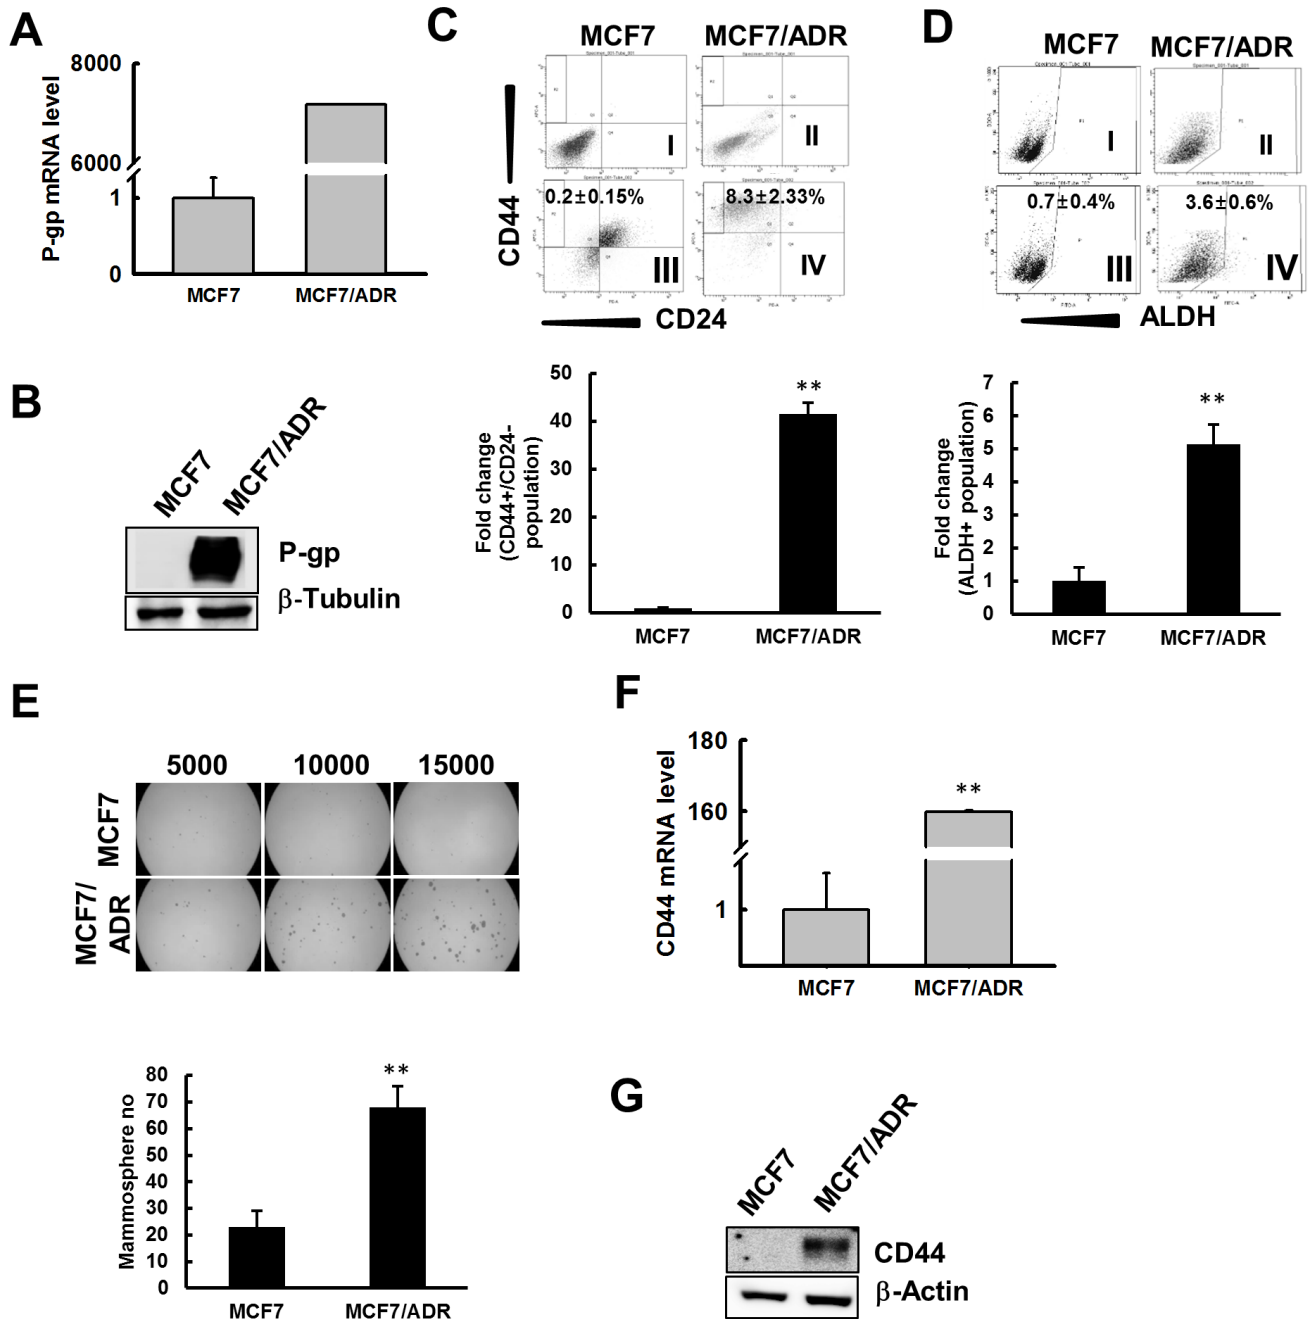 A
P-gp mRNA level
8000
6000
1
0
MCF7
MCF7/ADR
B
MCF7
MCF7/ADR
P-gp
β-Tubulin
C
MCF7
MCF7/ADR
I
II
0.2±0.15%
8.3±2.33%
III
IV
CD44
CD24
Fold change
(CD44+/CD24-
population)
50
40
30
20
10
0
**
MCF7
MCF7/ADR
D
MCF7
MCF7/ADR
I
II
0.7±0.4%
3.6±0.6%
III
IV
ALDH
Fold change
(ALDH+ population)
7
6
5
4
3
2
1
0
**
MCF7
MCF7/ADR
E
5000
10000
15000
MCF7
MCF7/
ADR
Mammosphere no
80
70
60
50
40
30
20
10
0
**
MCF7
MCF7/ADR
F
CD44 mRNA level
180
160
1
**
MCF7
MCF7/ADR
G
MCF7
MCF7/ADR
CD44
β-Actin